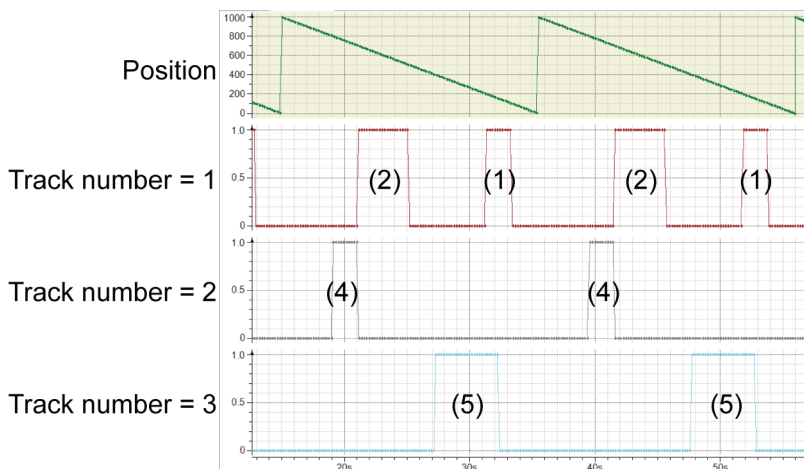 1000
800
600
400
200
0
Position
1.0
0.5
0
Track number = 1
(2)
(1)
(2)
(1)
1.0
0.5
0
Track number = 2
(4)
(4)
1.0
0.5
0
Track number = 3
(5)
(5)
20s
30s
40s
50s